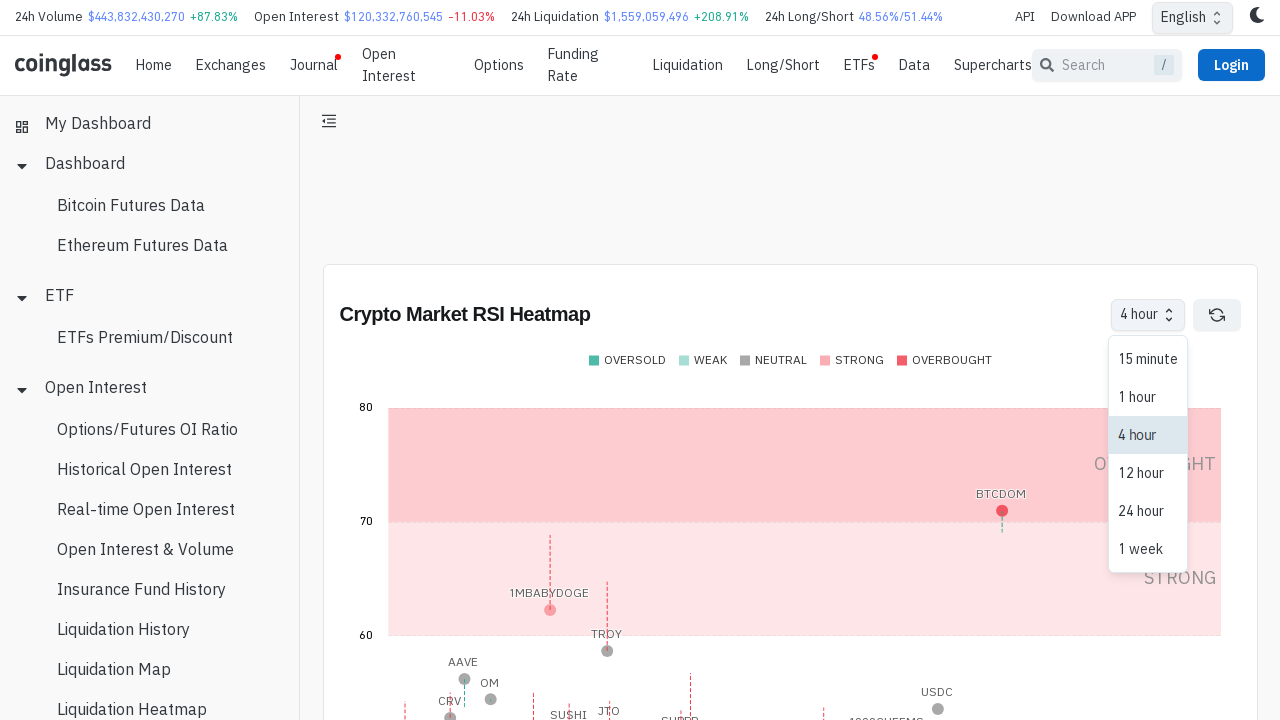 24h Volume $443,832,430,270 +87.83% Open Interest $120,332,760,545 -11.03% 24h Liquidation $1,559,059,496 +208.91% 24h Long/Short 48.56%/51.44% API Download APP English
coinglass Home Exchanges Journal Open Interest Options Funding Rate Liquidation Long/Short ETFs Data Supercharts Search / Login
My Dashboard
Dashboard
Bitcoin Futures Data
Ethereum Futures Data
ETF
ETFs Premium/Discount
Open Interest
Options/Futures OI Ratio
Historical Open Interest
Real-time Open Interest
Open Interest & Volume
Insurance Fund History
Liquidation History
Liquidation Map
Liquidation Heatmap
Crypto Market RSI Heatmap 4 hour
15 minute
1 hour
4 hour
12 hour
24 hour
1 week
OVERSOLD WEAK NEUTRAL STRONG OVERBOUGHT
80
BTCDOM
70
STRONG
1MBABYDOGE
60
TROY
AAVE
OM
CRV
SUSHI
JTO
SUPER
USDC
1000CHEEMS